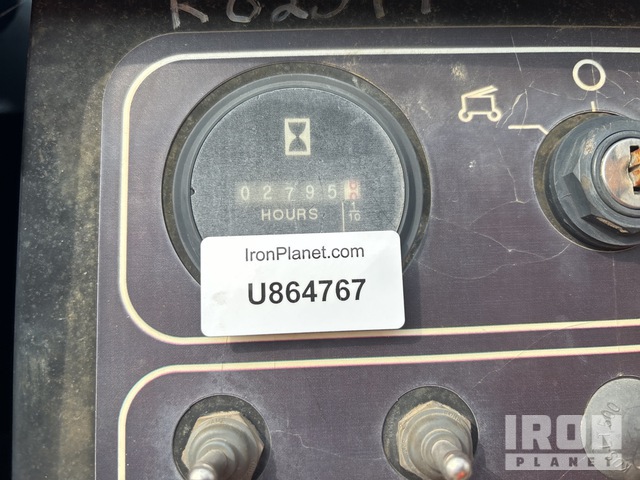 02795
HOURS
1/10
IronPlanet.com
U864767
IRON
PLANET